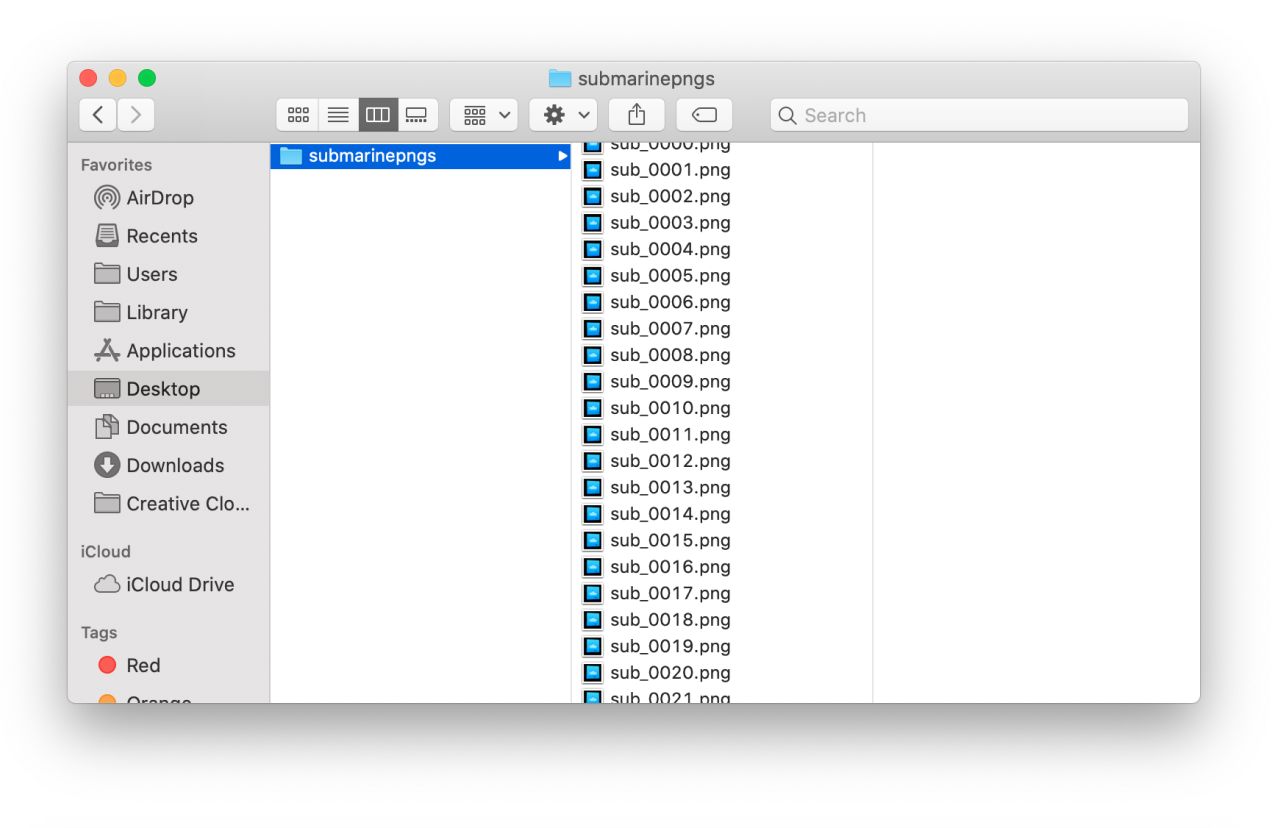 submarinepngs
Search
Favorites
AirDrop
Recents
Users
Library
Applications
Desktop
Documents
Downloads
Creative Clo...
iCloud
iCloud Drive
Tags
Red
Orange
submarinepngs
sub_0000.png
sub_0001.png
sub_0002.png
sub_0003.png
sub_0004.png
sub_0005.png
sub_0006.png
sub_0007.png
sub_0008.png
sub_0009.png
sub_0010.png
sub_0011.png
sub_0012.png
sub_0013.png
sub_0014.png
sub_0015.png
sub_0016.png
sub_0017.png
sub_0018.png
sub_0019.png
sub_0020.png
sub_0021.png